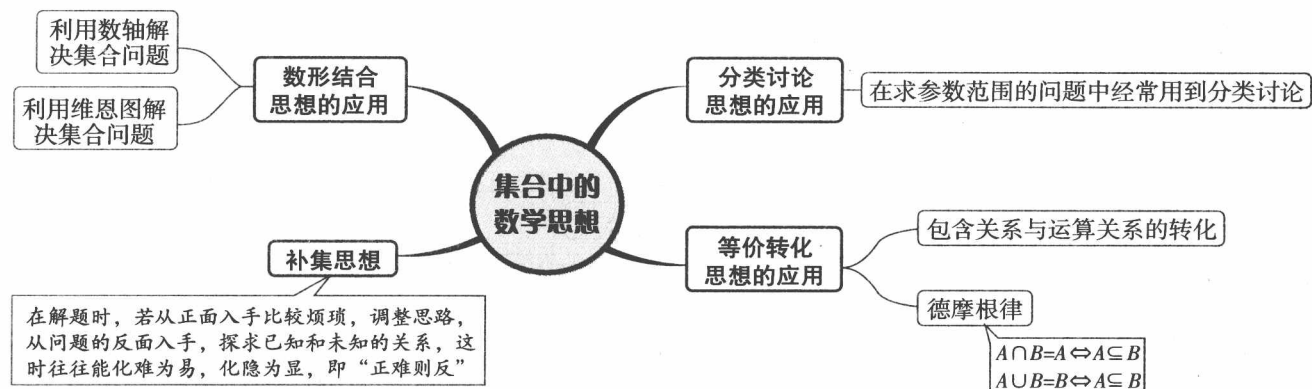 利用数轴解
决集合问题
利用维恩图解
决集合问题
数形结合
思想的应用
集合中的
数学思想
分类讨论
思想的应用
在求参数范围的问题中经常用到分类讨论
补集思想
在解题时，若从正面入手比较烦琐，调整思路，
从问题的反面入手，探求已知和未知的关系，这
时往往能化难为易，化隐为显，即“正难则反”
等价转化
思想的应用
包含关系与运算关系的转化
德摩根律
A∩B=A⇔A⊆B
A∪B=B⇔A⊆B